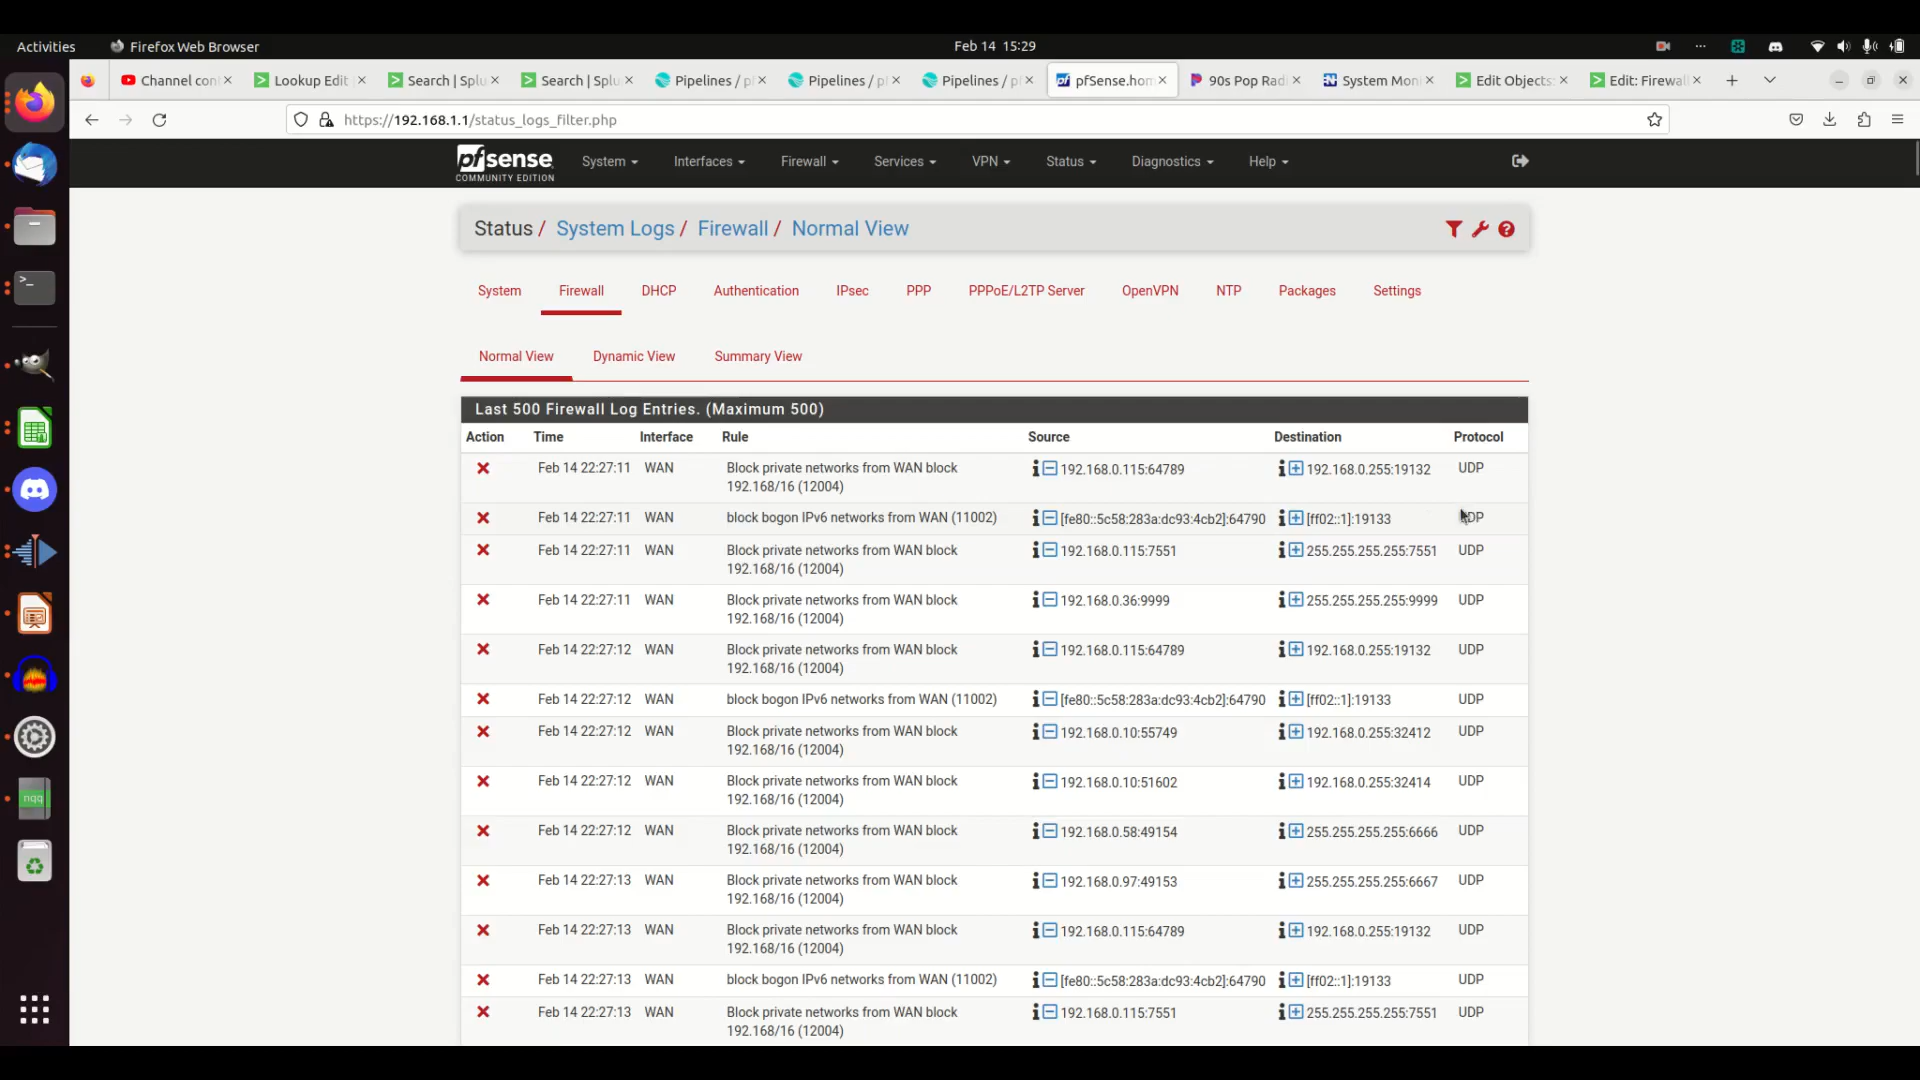 Activities Firefox Web Browser Feb 14 15:29
Channel con Lookup Edit Search | Splu Search | Splu Pipelines / p Pipelines / p Pipelines / p pfSense.hom 90s Pop Rad System Moni Edit Objects: Edit: Firewal
https://192.168.1.1/status_logs_filter.php
pfsense System Interfaces Firewall Services VPN Status Diagnostics Help
COMMUNITY EDITION
Status / System Logs / Firewall / Normal View
System Firewall DHCP Authentication IPsec PPP PPPoE/L2TP Server OpenVPN NTP Packages Settings
Normal View Dynamic View Summary View
Last 500 Firewall Log Entries. (Maximum 500)
Action Time Interface Rule Source Destination Protocol
Feb 14 22:27:11 WAN Block private networks from WAN block 192.168.0.115:64789 192.168.0.255:19132 UDP
192.168/16 (12004)
Feb 14 22:27:11 WAN block bogon IPv6 networks from WAN (11002) [fe80::5c58:283a:dc93:4cb2]:64790 [ff02::1]:19133 UDP
Feb 14 22:27:11 WAN Block private networks from WAN block 192.168.0.115:7551 255.255.255.255:7551 UDP
192.168/16 (12004)
Feb 14 22:27:11 WAN Block private networks from WAN block 192.168.0.36:9999 255.255.255.255:9999 UDP
192.168/16 (12004)
Feb 14 22:27:12 WAN Block private networks from WAN block 192.168.0.115:64789 192.168.0.255:19132 UDP
192.168/16 (12004)
Feb 14 22:27:12 WAN block bogon IPv6 networks from WAN (11002) [fe80::5c58:283a:dc93:4cb2]:64790 [ff02::1]:19133 UDP
Feb 14 22:27:12 WAN Block private networks from WAN block 192.168.0.10:55749 192.168.0.255:32412 UDP
192.168/16 (12004)
Feb 14 22:27:12 WAN Block private networks from WAN block 192.168.0.10:51602 192.168.0.255:32414 UDP
192.168/16 (12004)
Feb 14 22:27:12 WAN Block private networks from WAN block 192.168.0.58:49154 255.255.255.255:6666 UDP
192.168/16 (12004)
Feb 14 22:27:13 WAN Block private networks from WAN block 192.168.0.97:49153 255.255.255.255:6667 UDP
192.168/16 (12004)
Feb 14 22:27:13 WAN Block private networks from WAN block 192.168.0.115:64789 192.168.0.255:19132 UDP
192.168/16 (12004)
Feb 14 22:27:13 WAN block bogon IPv6 networks from WAN (11002) [fe80::5c58:283a:dc93:4cb2]:64790 [ff02::1]:19133 UDP
Feb 14 22:27:13 WAN Block private networks from WAN block 192.168.0.115:7551 255.255.255.255:7551 UDP
192.168/16 (12004)
nqq